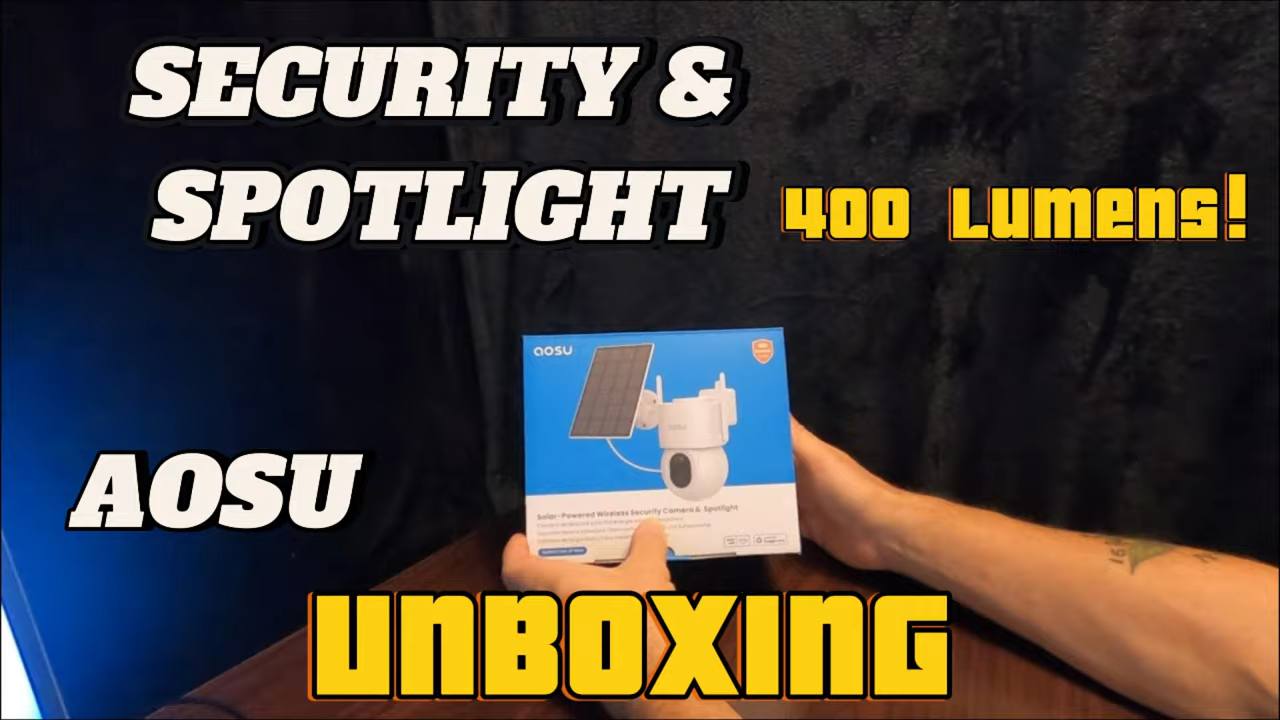 SECURITY &
SPOTLIGHT
400 Lumens!
aosu
Solar-Powered Wireless Security Camera & Spotlight
AOSU
UNBOXING